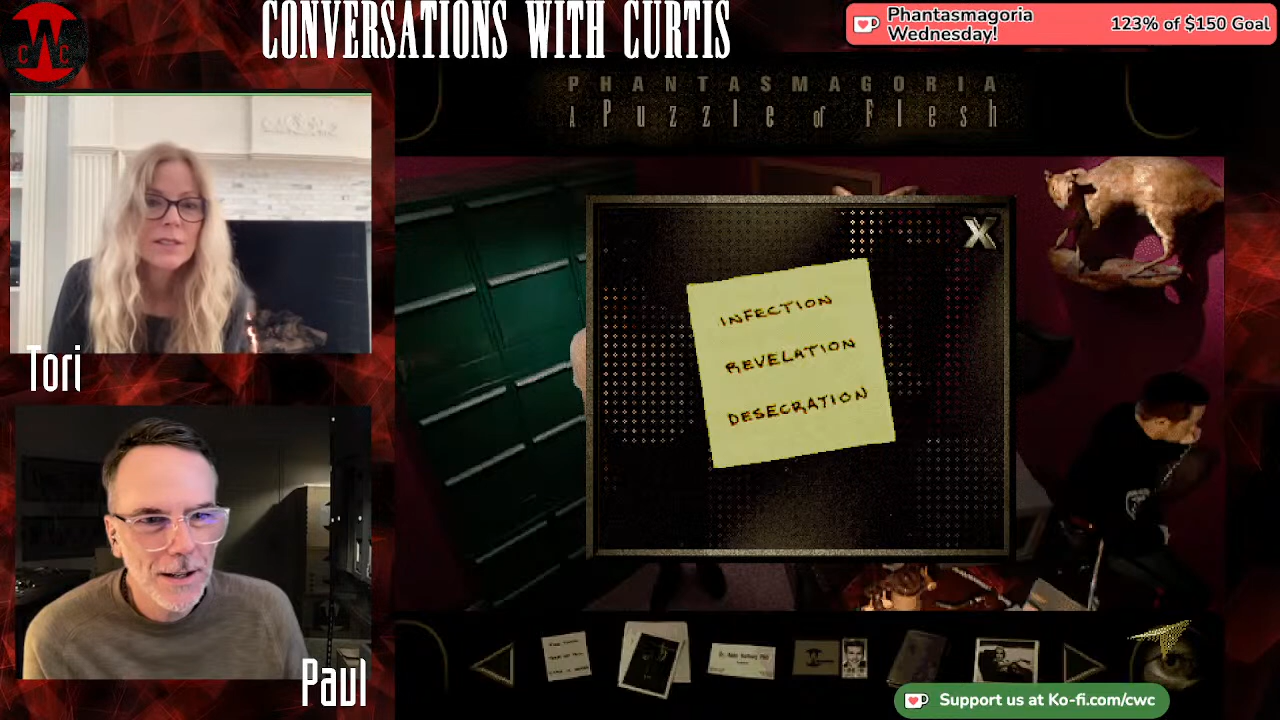 CONVERSATIONS WITH CURTIS
CWC
Phantasmagoria
Wednesday!
123% of $150 Goal
PHANTASMAGORIA
A Puzzle of Flesh
X
INFECTION
REVELATION
DESECRATION
Tori
Paul
Support us at Ko-fi.com/cwc